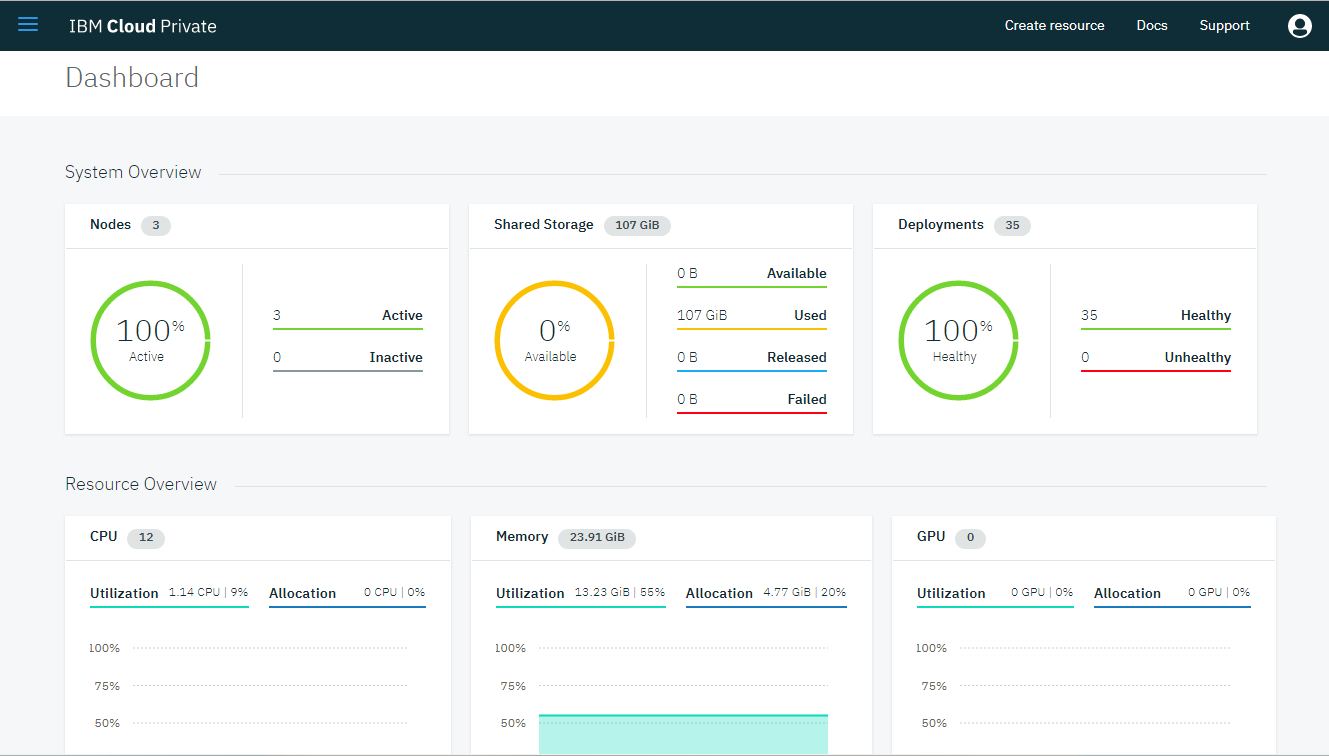 IBM Cloud Private
Create resource Docs Support
Dashboard
System Overview
Nodes 3
100%
Active
3 Active
0 Inactive
Shared Storage 107 GiB
0%
Available
0 B Available
107 GiB Used
0 B Released
0 B Failed
Deployments 35
100%
Healthy
35 Healthy
0 Unhealthy
Resource Overview
CPU 12
Utilization 1.14 CPU | 9% Allocation 0 CPU | 0%
100%
75%
50%
Memory 23.91 GiB
Utilization 13.23 GiB | 55% Allocation 4.77 GiB | 20%
100%
75%
50%
GPU 0
Utilization 0 GPU | 0% Allocation 0 GPU | 0%
100%
75%
50%